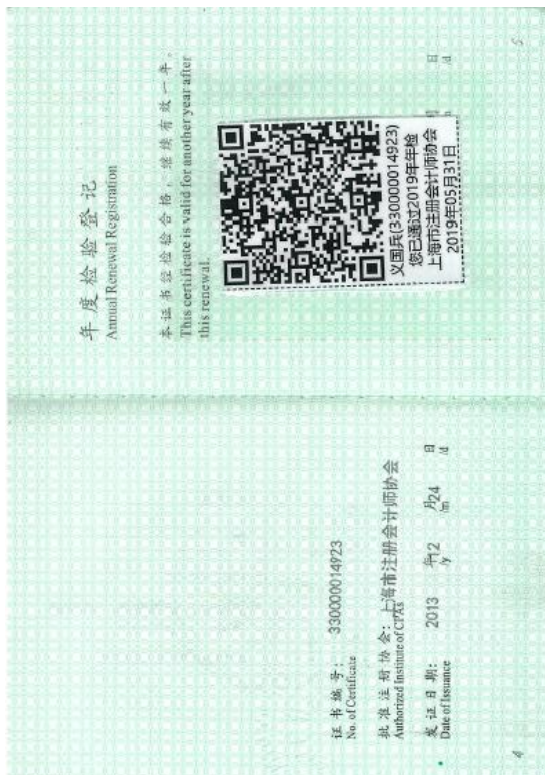 证书编号： 330000014923
No. of Certificate
批准注册协会：上海市注册会计师协会
Authorized Institute of CPAs
发证日期： 2013 年12 月24 日
Date of Issuance /y /m /d
4
年度检验登记
Annual Renewal Registration
本证书经检验合格，继续有效一年。
This certificate is valid for another year after
this renewal.
义国兵(330000014923)
您已通过2019年年检
上海市注册会计师协会
2019年05月31日
日
/d
5